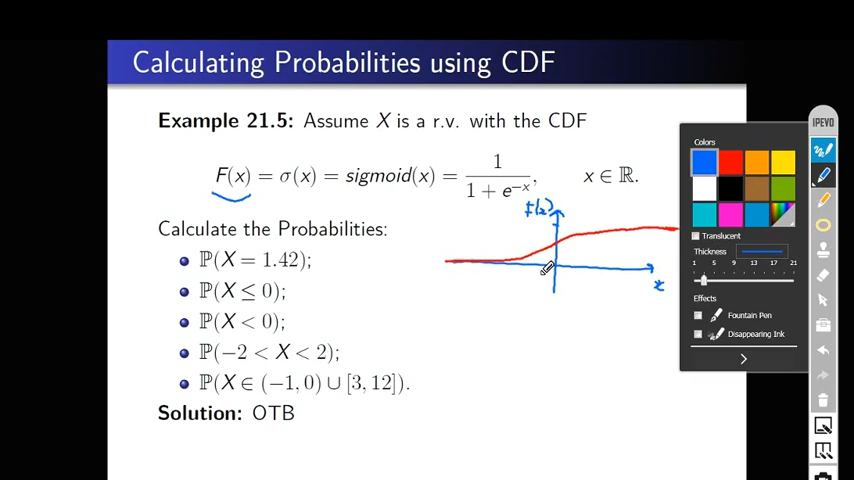 Calculating Probabilities using CDF
Example 21.5: Assume X is a r.v. with the CDF
F(x) = σ(x) = sigmoid(x) = 1 / (1 + e^{-x}), x ∈ ℝ.
F(x)
x
Calculate the Probabilities:
• ℙ(X = 1.42);
• ℙ(X ≤ 0);
• ℙ(X < 0);
• ℙ(−2 < X < 2);
• ℙ(X ∈ (−1, 0) ∪ [3, 12]).
Solution: OTB
IPEVO
Colors
Translucent
Thickness
1 5 9 13 17 21
Effects
Fountain Pen
Disappearing Ink